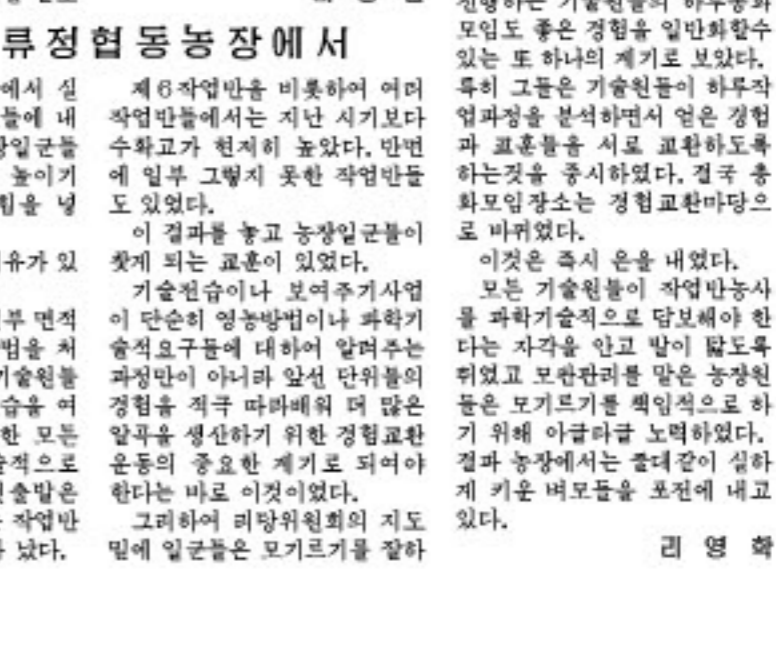 류정협동농장에서
에서 실
들에 내
장일군들
높이기
힘을 넣
유가 있
부 면적
범을 처
기술원들
습을 여
한 모든
술적으로
출발은
작업반
났다.
제6작업반을 비롯하여 여러
작업반들에서는 지난 시기보다
수확고가 현저히 높았다. 반면
에 일부 그렇지 못한 작업반들
도 있었다.
이 결과를 놓고 농장일군들이
찾게 되는 교훈이 있었다.
기술전습이나 보여주기사업
이 단순히 영농방법이나 과학기
술적요구들에 대하여 알려주는
과정만이 아니라 앞선 단위들의
경험을 적극 따라배워 더 많은
알곡을 생산하기 위한 경험교환
운동의 중요한 계기로 되여야
한다는 바로 이것이였다.
그리하여 리당위원회의 지도
밑에 일군들은 모기르기를 잘하
진행하는 기술원들의 하루총화
모임도 좋은 경험을 일반화할수
있는 또 하나의 계기로 보았다.
특히 그들은 기술원들이 하루작
업과정을 분석하면서 얻은 경험
과 교훈들을 서로 교환하도록
하는것을 중시하였다. 결국 총
화모임장소는 경험교환마당으
로 바뀌였다.
이것은 즉시 은을 내였다.
모든 기술원들이 작업반농사
를 과학기술적으로 담보해야 한
다는 자각을 안고 발이 닳도록
뛰였고 모판관리를 맡은 농장원
들은 모기르기를 책임적으로 하
기 위해 아글타글 노력하였다.
결과 농장에서는 졸대같이 실하
게 키운 벼모들을 포전에 내고
있다.
리 영 학